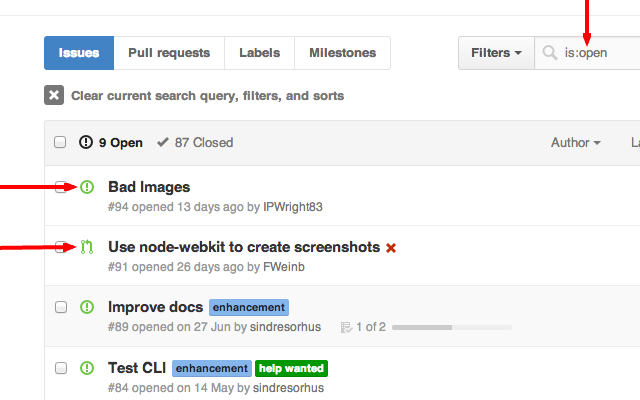 Issues Pull requests Labels Milestones Filters is:open
Clear current search query, filters, and sorts
9 Open 87 Closed Author
Bad Images
#94 opened 13 days ago by IPWright83
Use node-webkit to create screenshots
#91 opened 26 days ago by FWeinb
Improve docs enhancement
#89 opened on 27 Jun by sindresorhus 1 of 2
Test CLI enhancement help wanted
#84 opened on 14 May by sindresorhus